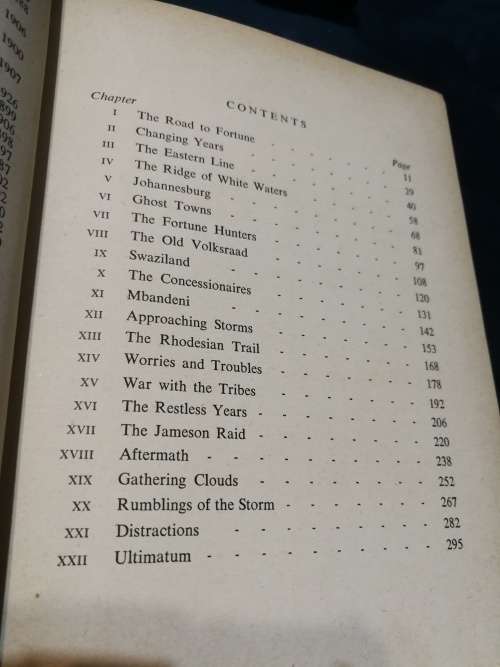 1906
1900
1907
CONTENTS
Chapter Page
I The Road to Fortune - - - - - - 11
II Changing Years - - - - - - 29
III The Eastern Line - - - - - - 40
IV The Ridge of White Waters - - - - 58
V Johannesburg - - - - - - 68
VI Ghost Towns - - - - - - 81
VII The Fortune Hunters - - - - - 97
VIII The Old Volksraad - - - - - 108
IX Swaziland - - - - - - 120
X The Concessionaires - - - - - 131
XI Mbandeni - - - - - - 142
XII Approaching Storms - - - - - 153
XIII The Rhodesian Trail - - - - - 168
XIV Worries and Troubles - - - - - 178
XV War with the Tribes - - - - - 192
XVI The Restless Years - - - - - - 206
XVII The Jameson Raid - - - - - - 220
XVIII Aftermath - - - - - - - 238
XIX Gathering Clouds - - - - - - 252
XX Rumblings of the Storm - - - - - 267
XXI Distractions - - - - - - - 282
XXII Ultimatum - - - - - - - 295